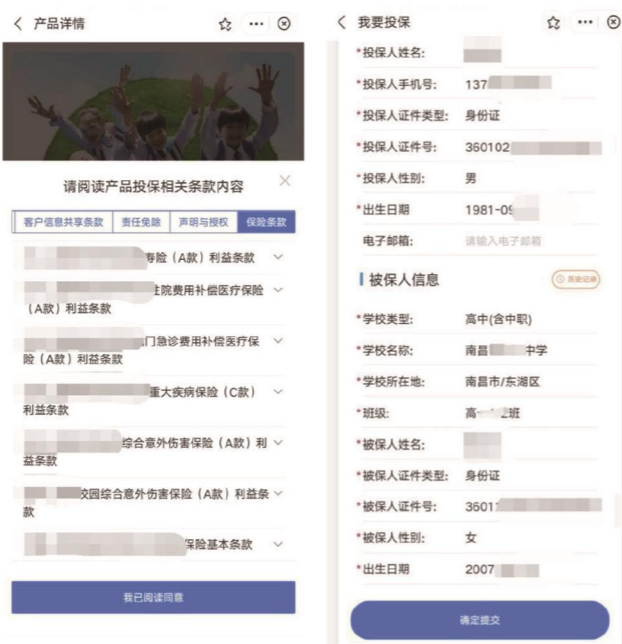 产品详情
请阅读产品投保相关条款内容
客户信息共享条款
责任免除
声明与授权
保险条款
寿险（A款）利益条款
住院费用补偿医疗保险
（A款）利益条款
门急诊费用补偿医疗保
险（A款）利益条款
重大疾病保险（C款）
利益条款
综合意外伤害保险（A款）利
益条款
校园综合意外伤害保险（A款）利益条
款
保险基本条款
我已阅读同意
我要投保
*投保人姓名:
*投保人手机号: 137
*投保人证件类型: 身份证
*投保人证件号: 360102
*投保人性别: 男
*出生日期 1981-09
电子邮箱: 请输入电子邮箱
被保人信息
历史记录
*学校类型: 高中(含中职)
*学校名称: 南昌 中学
*学校所在地: 南昌市/东湖区
*班级: 高一 班
*被保人姓名:
*被保人证件类型: 身份证
*被保人证件号: 3601
*被保人性别: 女
*出生日期 2007
确定提交